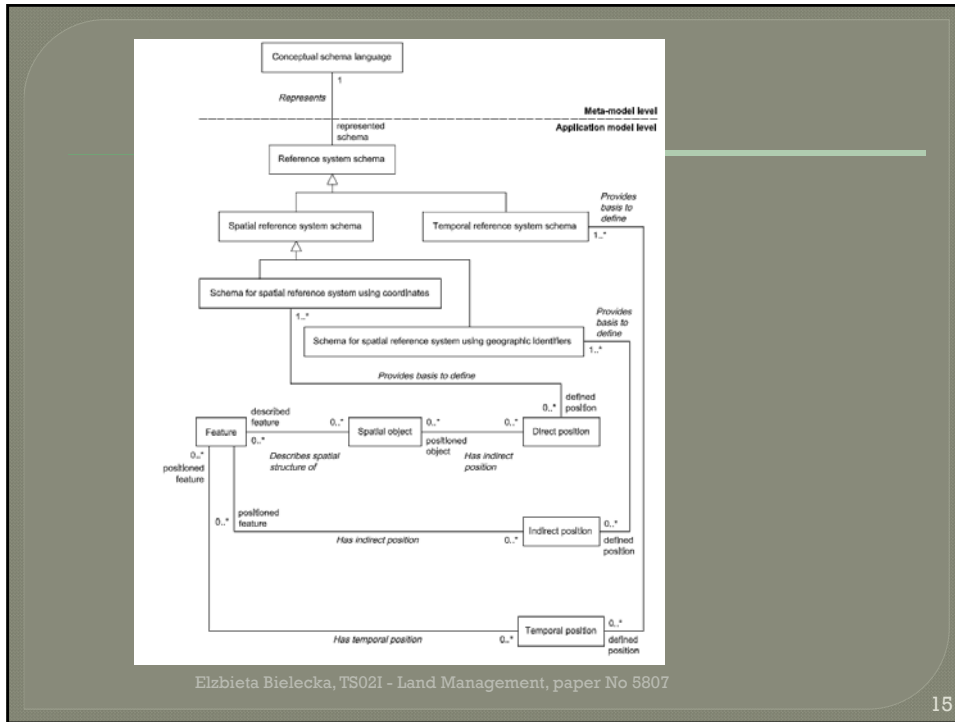 Conceptual schema language
1
Represents
Meta-model level
Application model level
represented
schema
Reference system schema
Provides
basis to
define
Spatial reference system schema
Temporal reference system schema
1..*
Schema for spatial reference system using coordinates
1..*
Provides
basis to
define
Schema for spatial reference system using geographic identifiers
1..*
Provides basis to define
defined
position
0..*
described
feature
0..*
0..*
0..*
Feature
Spatial object
Direct position
0..*
positioned
object
Describes spatial
structure of
Has indirect
position
0..*
positioned
feature
positioned
feature
0..*
Has indirect position
0..*
Indirect position
0..*
defined
position
Has temporal position
0..*
Temporal position
0..*
defined
position
Elzbieta Bielecka, TS02I - Land Management, paper No 5807
15